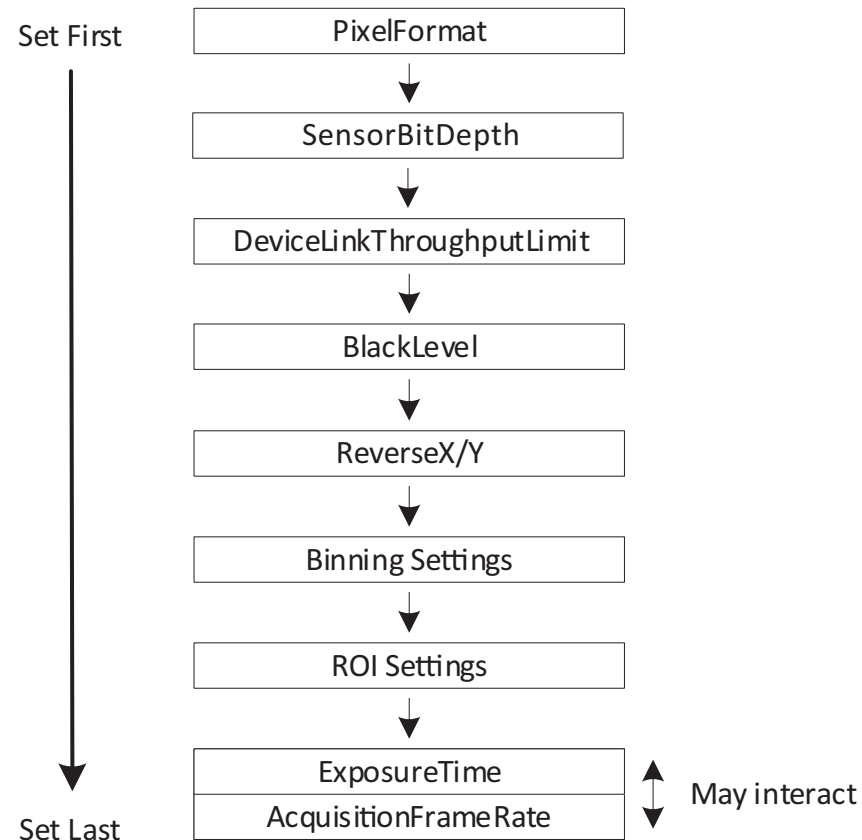 Set First
PixelFormat
SensorBitDepth
DeviceLinkThroughputLimit
BlackLevel
ReverseX/Y
Binning Settings
ROI Settings
ExposureTime
May interact
AcquisitionFrameRate
Set Last